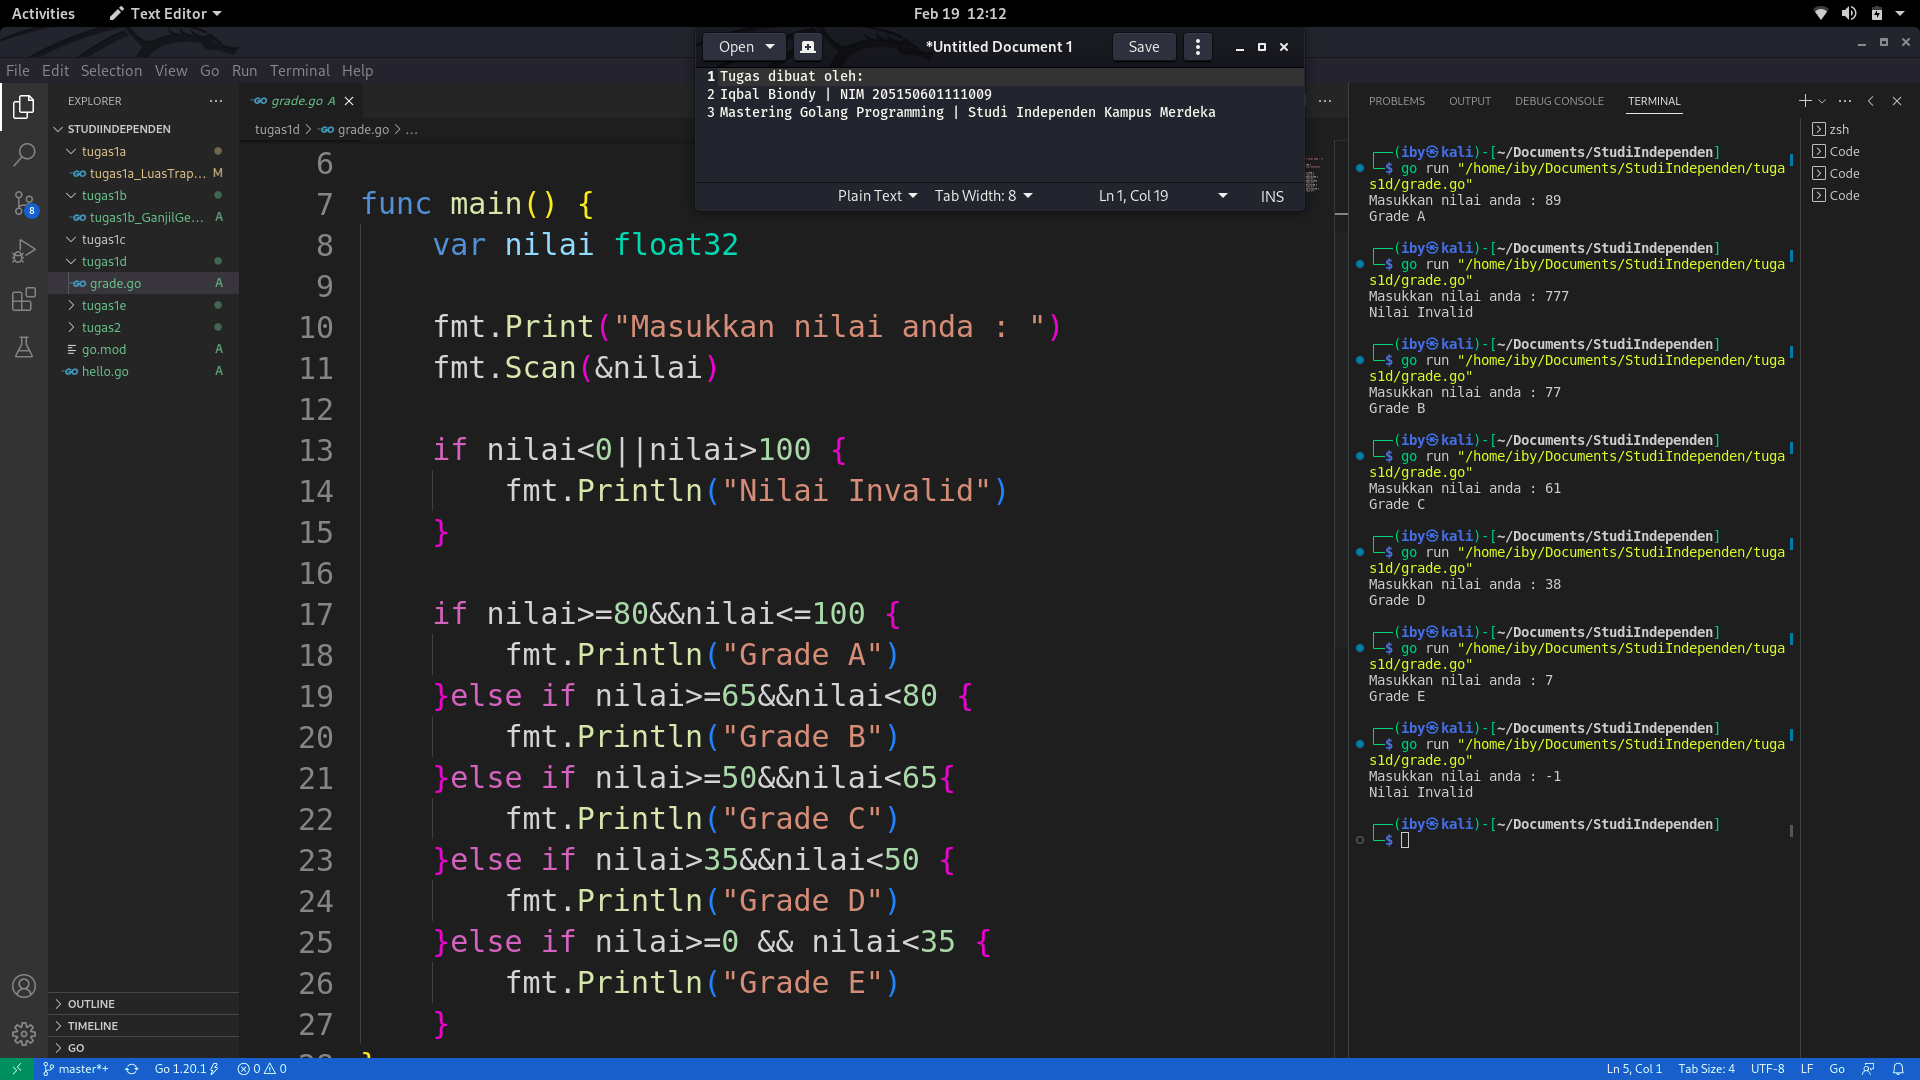 Activities
Text Editor
Feb 19 12:12
Open
*Untitled Document 1
Save
1 Tugas dibuat oleh:
2 Iqbal Biondy | NIM 205150601111009
3 Mastering Golang Programming | Studi Independen Kampus Merdeka
Plain Text
Tab Width: 8
Ln 1, Col 19
INS
File Edit Selection View Go Run Terminal Help
EXPLORER
STUDIINDEPENDEN
tugas1a
tugas1a_LuasTrap... M
tugas1b
tugas1b_GanjilGe... A
tugas1c
tugas1d
grade.go A
tugas1e
tugas2
go.mod A
hello.go A
OUTLINE
TIMELINE
GO
grade.go A
tugas1d > grade.go > ...
6
7 func main() {
8 var nilai float32
9
10 fmt.Print("Masukkan nilai anda : ")
11 fmt.Scan(&nilai)
12
13 if nilai<0||nilai>100 {
14 fmt.Println("Nilai Invalid")
15 }
16
17 if nilai>=80&&nilai<=100 {
18 fmt.Println("Grade A")
19 }else if nilai>=65&&nilai<80 {
20 fmt.Println("Grade B")
21 }else if nilai>=50&&nilai<65{
22 fmt.Println("Grade C")
23 }else if nilai>35&&nilai<50 {
24 fmt.Println("Grade D")
25 }else if nilai>=0 && nilai<35 {
26 fmt.Println("Grade E")
27 }
PROBLEMS OUTPUT DEBUG CONSOLE TERMINAL
┌──(iby㉿kali)-[~/Documents/StudiIndependen]
└─$ go run "/home/iby/Documents/StudiIndependen/tuga
s1d/grade.go"
Masukkan nilai anda : 89
Grade A
┌──(iby㉿kali)-[~/Documents/StudiIndependen]
└─$ go run "/home/iby/Documents/StudiIndependen/tuga
s1d/grade.go"
Masukkan nilai anda : 777
Nilai Invalid
┌──(iby㉿kali)-[~/Documents/StudiIndependen]
└─$ go run "/home/iby/Documents/StudiIndependen/tuga
s1d/grade.go"
Masukkan nilai anda : 77
Grade B
┌──(iby㉿kali)-[~/Documents/StudiIndependen]
└─$ go run "/home/iby/Documents/StudiIndependen/tuga
s1d/grade.go"
Masukkan nilai anda : 61
Grade C
┌──(iby㉿kali)-[~/Documents/StudiIndependen]
└─$ go run "/home/iby/Documents/StudiIndependen/tuga
s1d/grade.go"
Masukkan nilai anda : 38
Grade D
┌──(iby㉿kali)-[~/Documents/StudiIndependen]
└─$ go run "/home/iby/Documents/StudiIndependen/tuga
s1d/grade.go"
Masukkan nilai anda : 7
Grade E
┌──(iby㉿kali)-[~/Documents/StudiIndependen]
└─$ go run "/home/iby/Documents/StudiIndependen/tuga
s1d/grade.go"
Masukkan nilai anda : -1
Nilai Invalid
┌──(iby㉿kali)-[~/Documents/StudiIndependen]
└─$
zsh
Code
Code
Code
8
master*+
Go 1.20.1
0 0
Ln 5, Col 1
Tab Size: 4
UTF-8
LF
Go